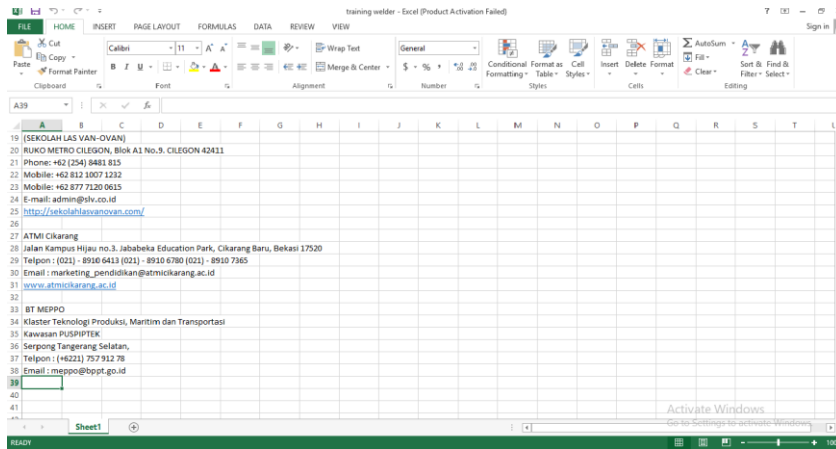 training welder - Excel (Product Activation Failed)
FILE HOME INSERT PAGE LAYOUT FORMULAS DATA REVIEW VIEW Sign in
Paste
Cut
Copy
Format Painter
Clipboard
Calibri 11
B I U
Font
Wrap Text
Merge & Center
Alignment
General
$ % ,
Number
Conditional Formatting
Format as Table
Cell Styles
Styles
Insert Delete Format
Cells
AutoSum
Fill
Clear
Sort & Filter
Find & Select
Editing
A39 fx
A B C D E F G H I J K L M N O P Q R S T
19 (SEKOLAH LAS VAN-OVAN)
20 RUKO METRO CILEGON, Blok A1 No.9. CILEGON 42411
21 Phone: +62 (254) 8481 815
22 Mobile: +62 812 1007 1232
23 Mobile: +62 877 7120 0615
24 E-mail: admin@slv.co.id
25 http://sekolahlasvanovan.com/
26
27 ATMI Cikarang
28 Jalan Kampus Hijau no.3. Jababeka Education Park, Cikarang Baru, Bekasi 17520
29 Telpon : (021) - 8910 6413 (021) - 8910 6780 (021) - 8910 7365
30 Email : marketing_pendidikan@atmicikarang.ac.id
31 www.atmicikarang.ac.id
32
33 BT MEPPO
34 Klaster Teknologi Produksi, Maritim dan Transportasi
35 Kawasan PUSPIPTEK
36 Serpong Tangerang Selatan,
37 Telpon : (+6221) 757 912 78
38 Email : meppo@bppt.go.id
39
40
41
Activate Windows
Go to Settings to activate Windows.
Sheet1
READY 100